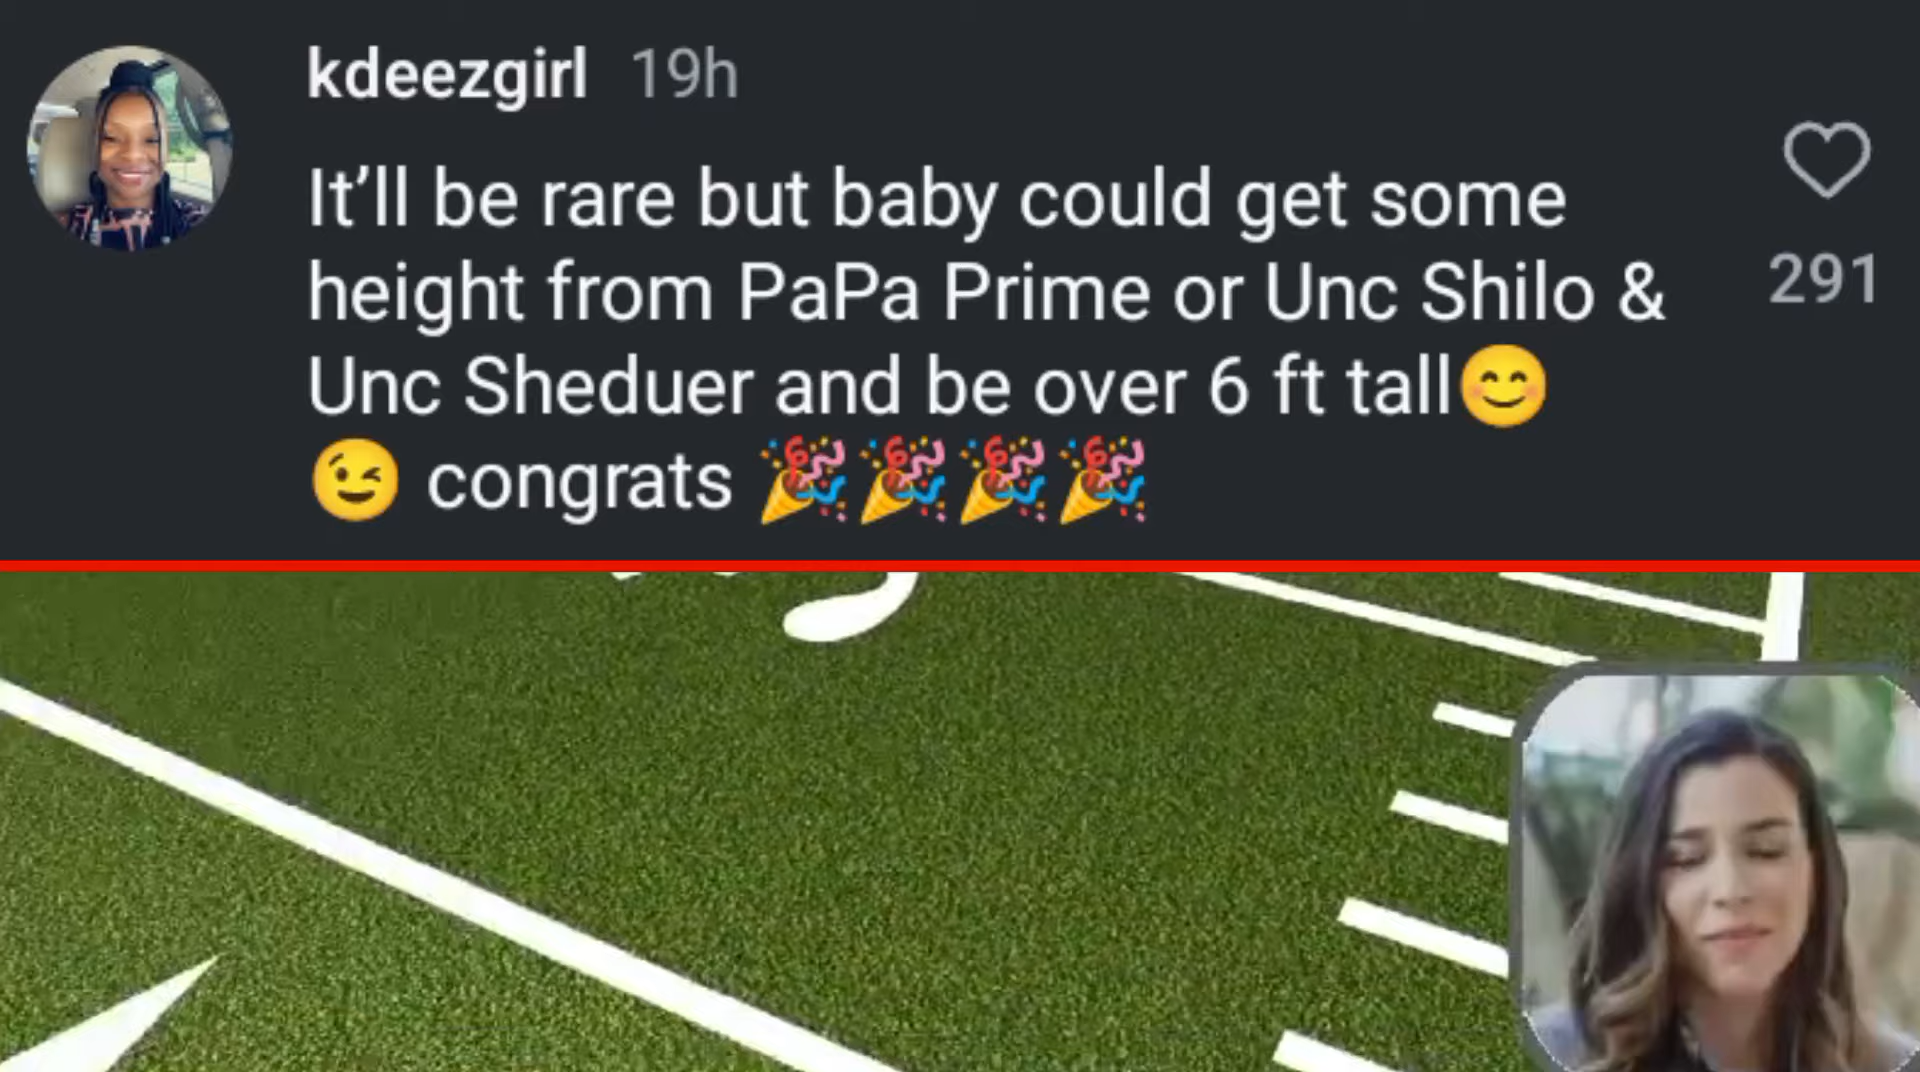 kdeezgirl 19h
It’ll be rare but baby could get some
height from PaPa Prime or Unc Shilo &
Unc Sheduer and be over 6 ft tall😊
😉 congrats 🎉🎉🎉🎉
291